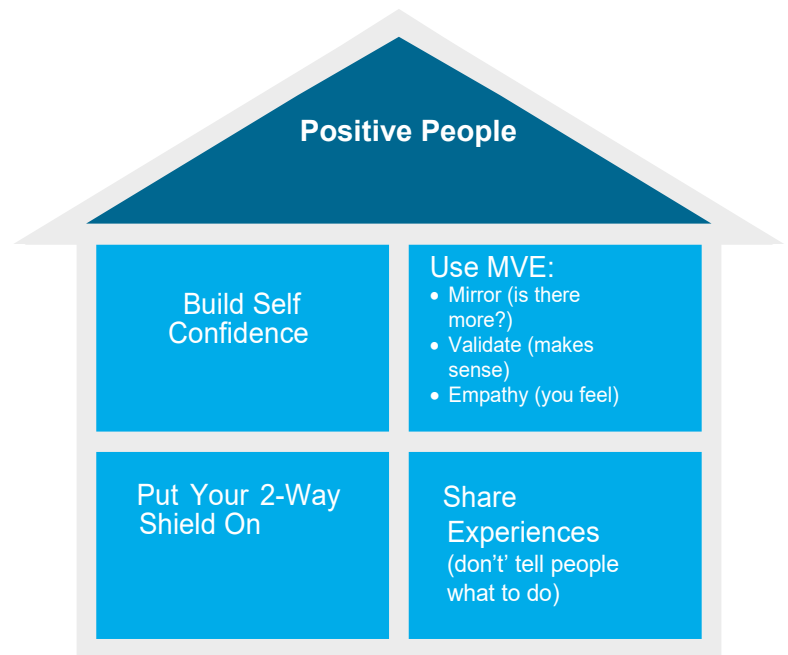 Positive People
Build Self
Confidence
Use MVE:
• Mirror (is there
more?)
• Validate (makes
sense)
• Empathy (you feel)
Put Your 2-Way
Shield On
Share
Experiences
(don’t’ tell people
what to do)